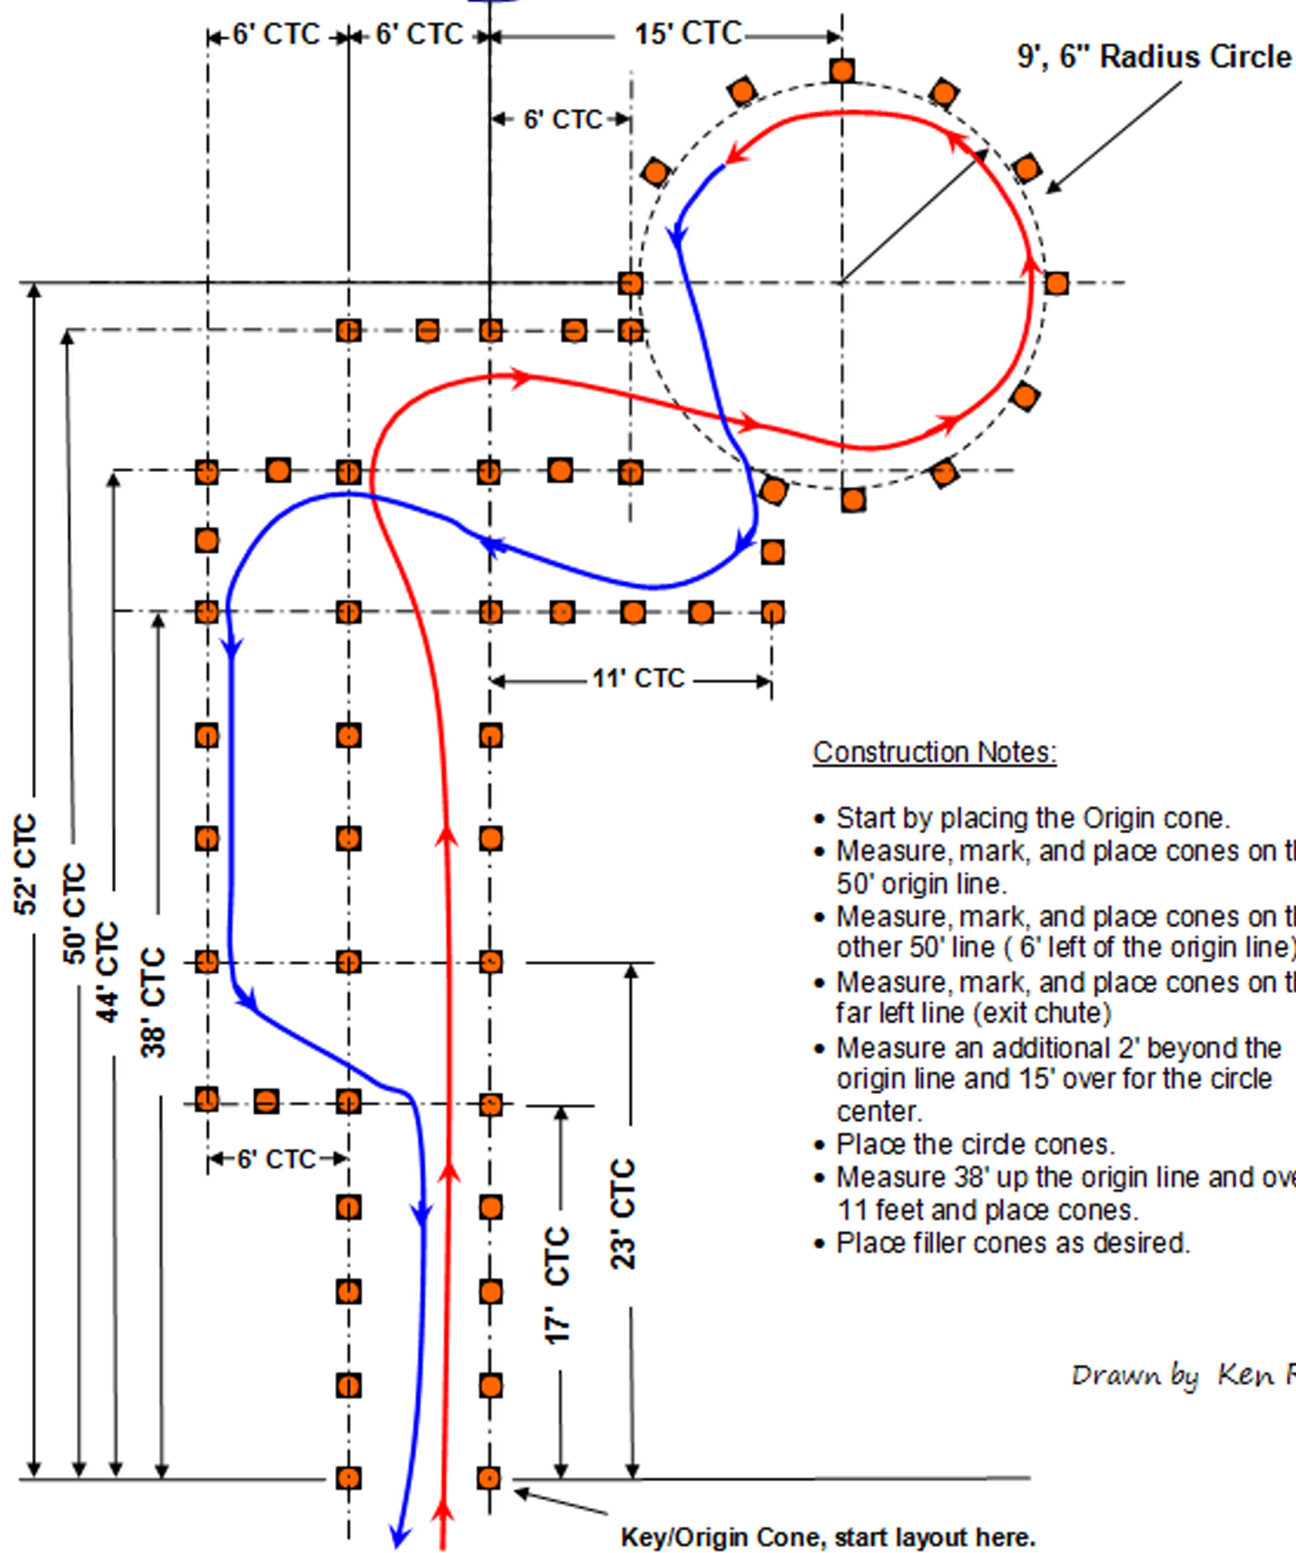 6' CTC
6' CTC
15' CTC
9', 6" Radius Circle
6' CTC
11' CTC
52' CTC
50' CTC
44' CTC
38' CTC
Construction Notes:
• Start by placing the Origin cone.
• Measure, mark, and place cones on
50' origin line.
• Measure, mark, and place cones on
other 50' line ( 6' left of the origin line)
• Measure, mark, and place cones on
far left line (exit chute)
• Measure an additional 2' beyond the
origin line and 15' over for the circle
center.
• Place the circle cones.
• Measure 38' up the origin line and
11 feet and place cones.
• Place filler cones as desired.
6' CTC
17' CTC
23' CTC
Drawn by Ken
Key/Origin Cone, start layout here.